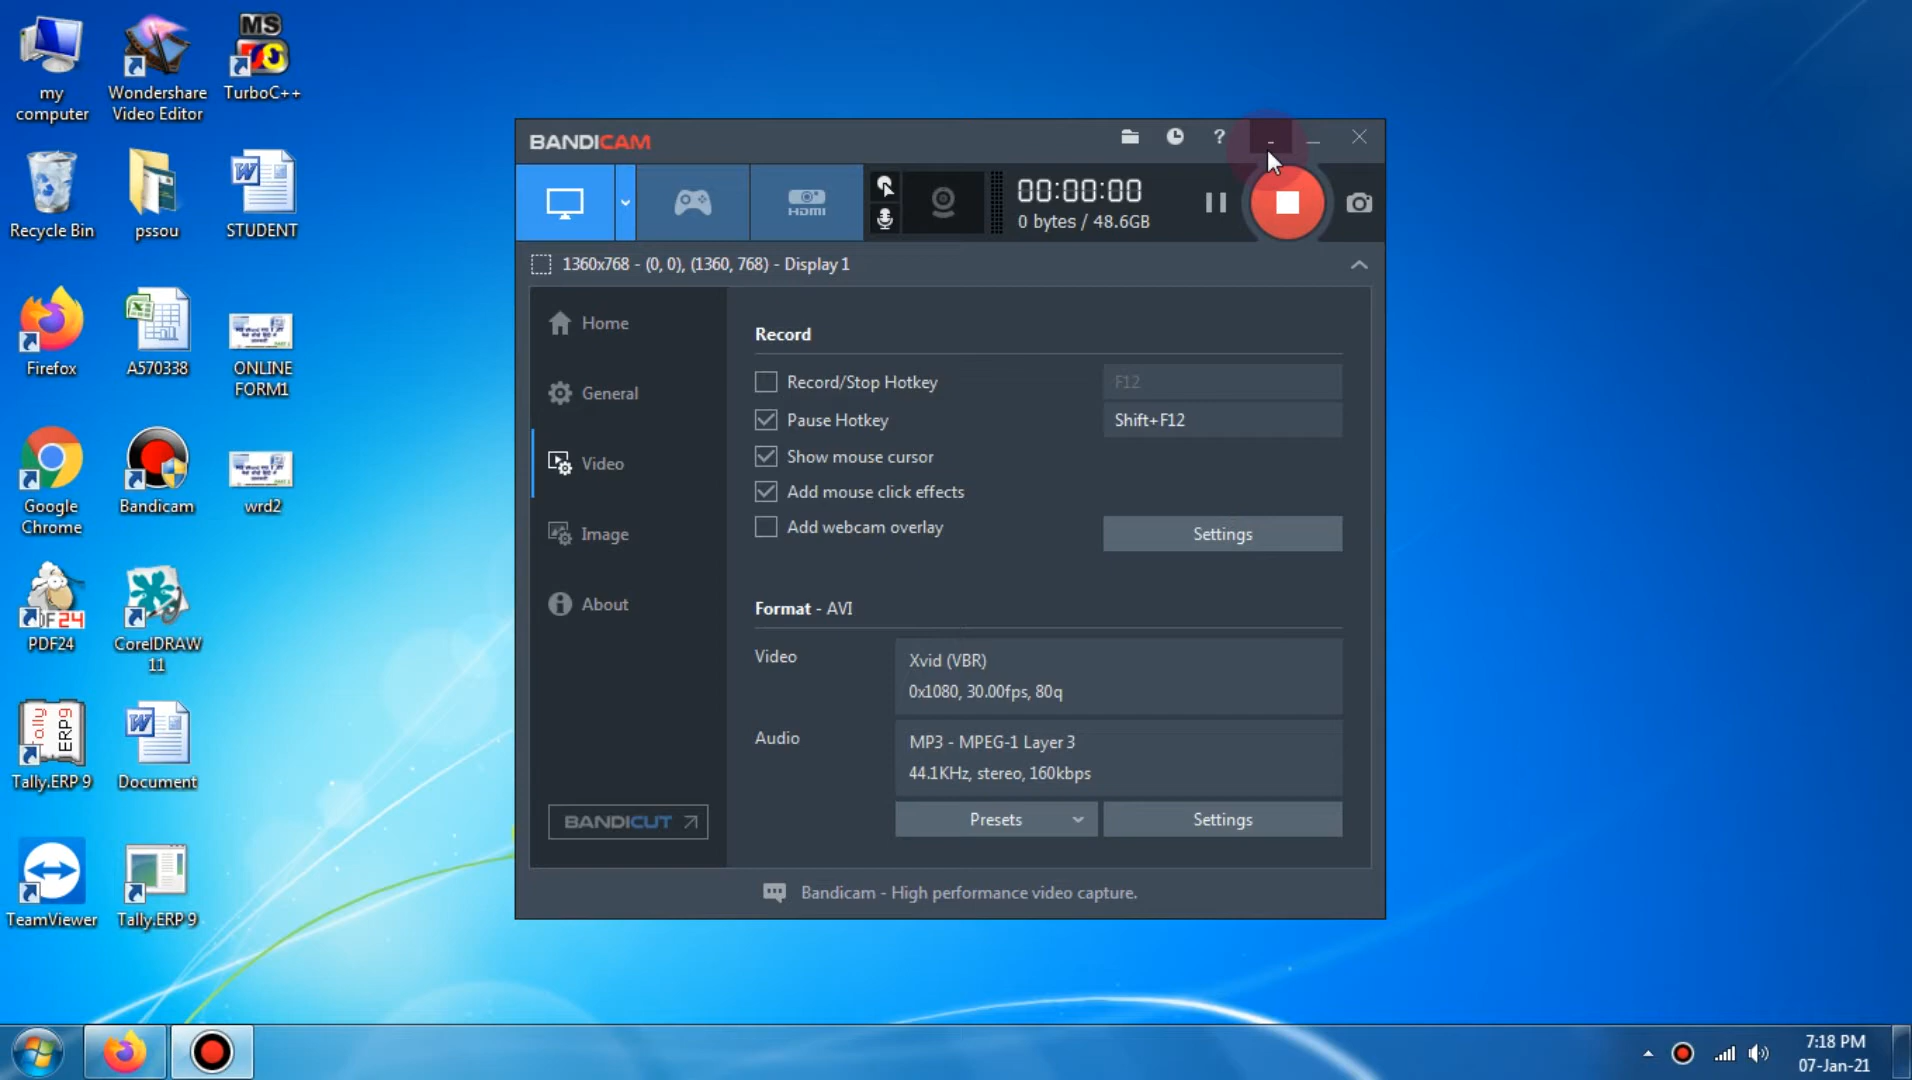 my
computer
Wondershare
Video Editor
MS
TurboC++
Recycle Bin
pssou
STUDENT
Firefox
A570338
ONLINE
FORM1
Google
Chrome
Bandicam
wrd2
PDF24
CorelDRAW
11
Tally
ERP9
Tally.ERP 9
Document
TeamViewer
Tally.ERP 9
BANDICAM
?
HDMI
00:00:00
0 bytes / 48.6GB
1360x768 - (0, 0), (1360, 768) - Display 1
Home
General
Video
Image
About
BANDICUT
Record
Record/Stop Hotkey
F12
Pause Hotkey
Shift+F12
Show mouse cursor
Add mouse click effects
Add webcam overlay
Settings
Format - AVI
Video
Xvid (VBR)
0x1080, 30.00fps, 80q
Audio
MP3 - MPEG-1 Layer 3
44.1KHz, stereo, 160kbps
Presets
Settings
Bandicam - High performance video capture.
7:18 PM
07-Jan-21